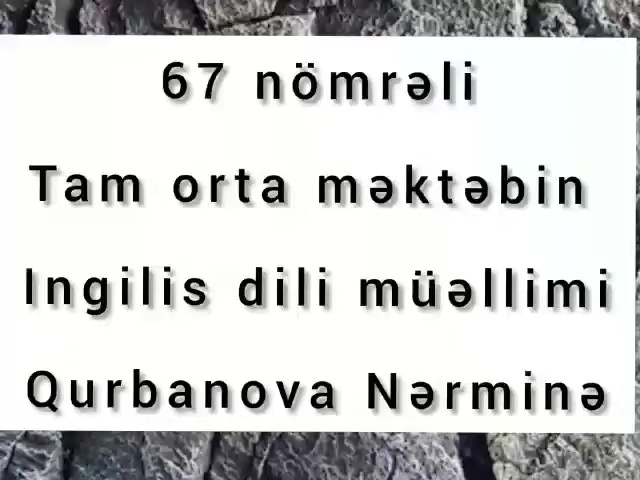 67 nömrəli
Tam orta məktəbin
Ingilis dili müəllimi
Qurbanova Nərminə